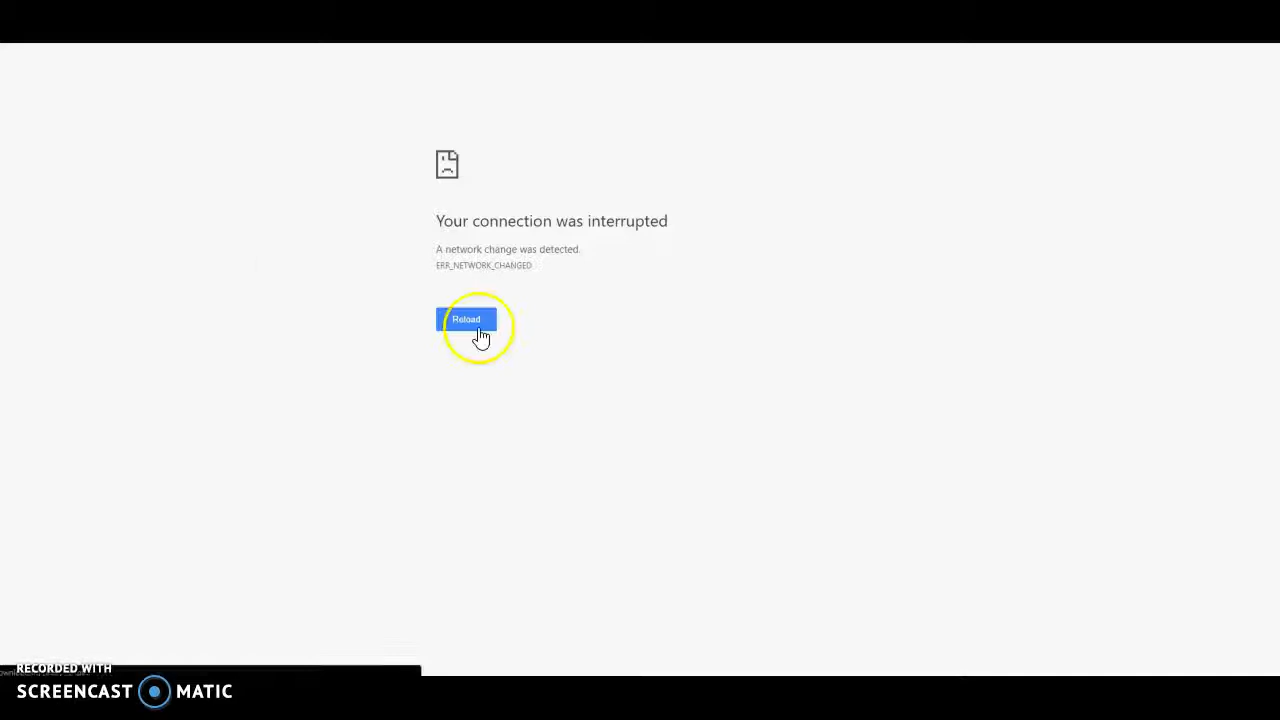 Your connection was interrupted
A network change was detected.
ERR_NETWORK_CHANGED
Reload
RECORDED WITH
SCREENCAST MATIC